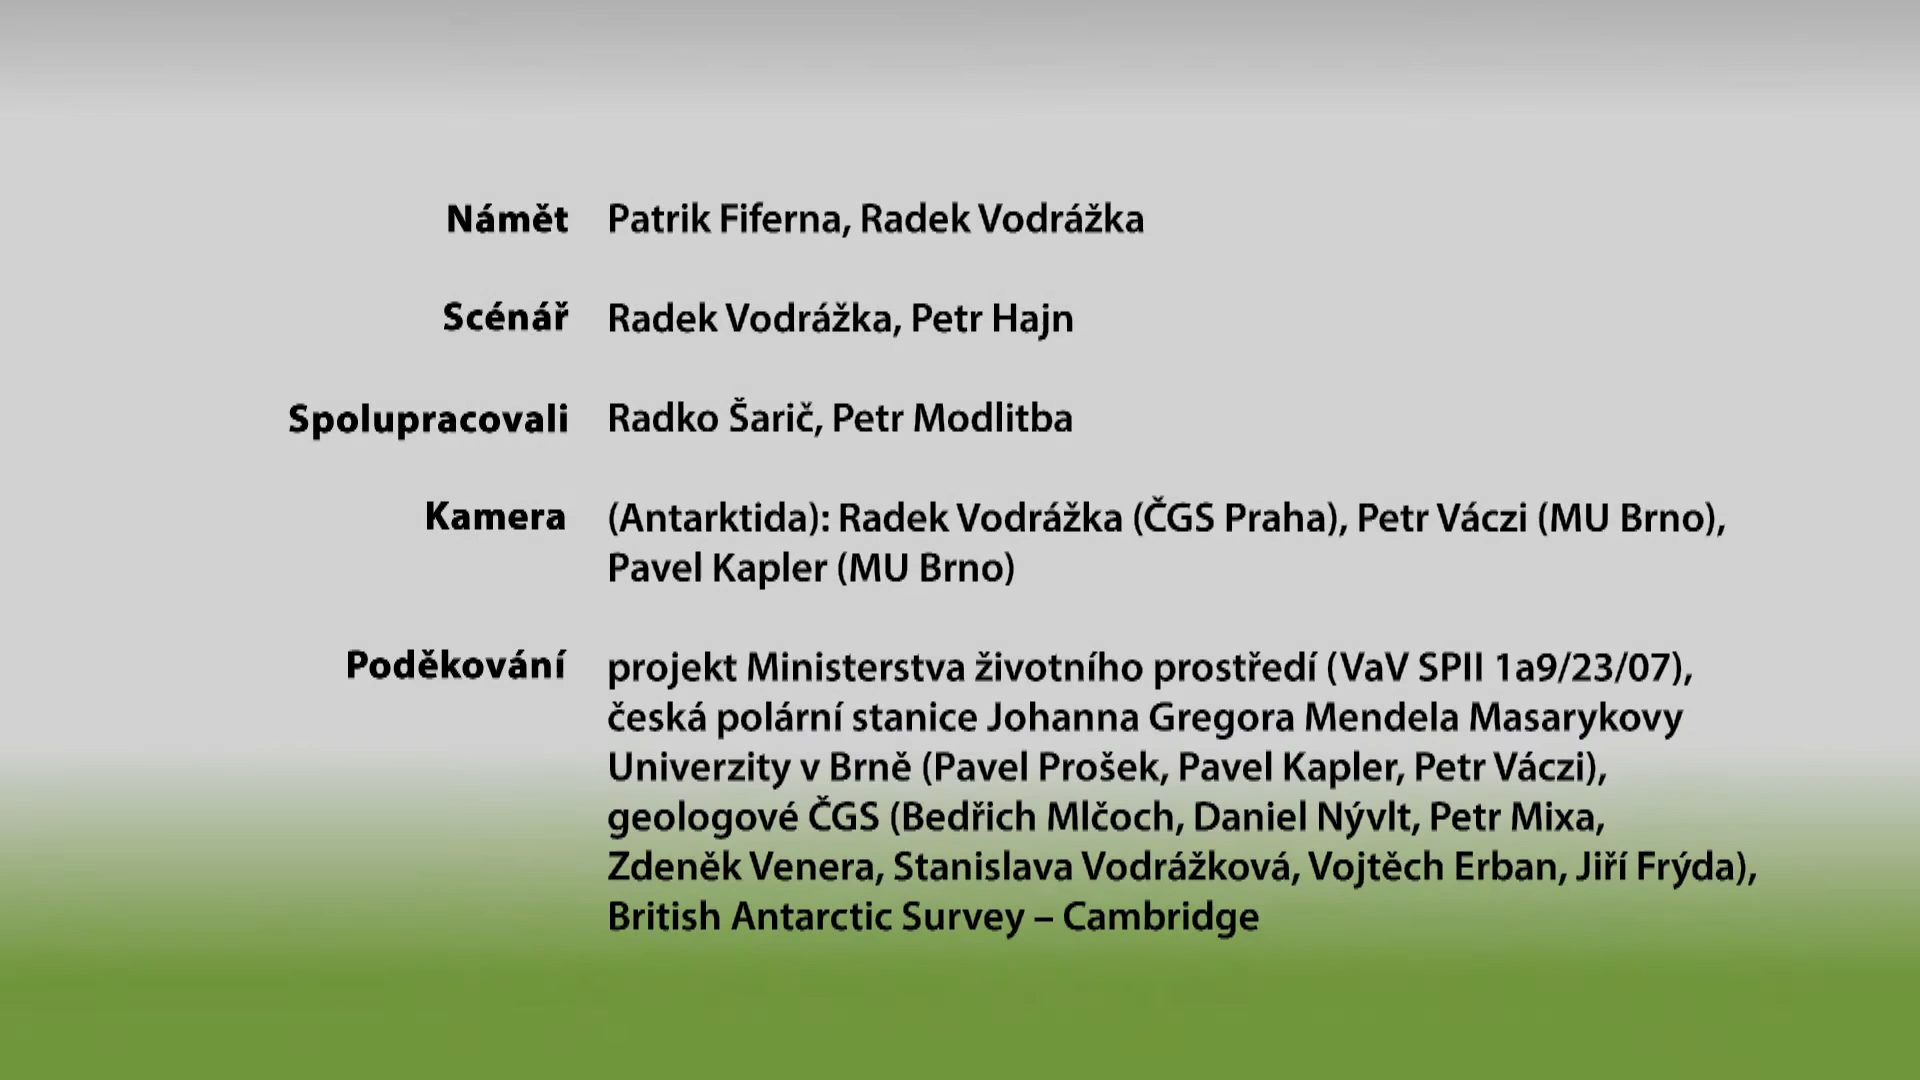 Námět Patrik Fiferna, Radek Vodrážka
Scénář Radek Vodrážka, Petr Hajn
Spolupracovali Radko Šarič, Petr Modlitba
Kamera (Antarktida): Radek Vodrážka (ČGS Praha), Petr Váczi (MU Brno),
Pavel Kapler (MU Brno)
Poděkování projekt Ministerstva životního prostředí (VaV SPII 1a9/23/07),
česká polární stanice Johanna Gregora Mendela Masarykovy
Univerzity v Brně (Pavel Prošek, Pavel Kapler, Petr Váczi),
geologové ČGS (Bedřich Mlčoch, Daniel Nývlt, Petr Mixa,
Zdeněk Venera, Stanislava Vodrážková, Vojtěch Erban, Jiří Frýda),
British Antarctic Survey – Cambridge